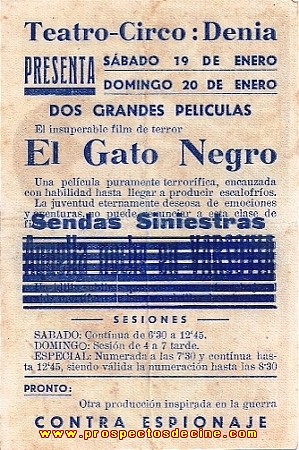 Teatro-Circo : Denia
PRESENTA
SÁBADO 19 DE ENERO
DOMINGO 20 DE ENERO
DOS GRANDES PELICULAS
El insuperable film de terror
El Gato Negro
Una película puramente terrorífica, encauzada
con habilidad hasta llegar a producir escalofríos.
La juventud eternamente deseosa de emociones
y aventuras, no puede renunciar a esta clase de
Sendas Siniestras
SESIONES
SABADO: Contínua de 6'30 a 12'45.
DOMINGO: Sesión de 4 a 7 tarde.
ESPECIAL: Numerada a las 7'30 y contínua has-
ta 12'45, siendo válida la numeración hasta las 8'30
PRONTO:
Otra producción inspirada en la guerra
CONTRA ESPIONAJE
www.prospectosdecine.com